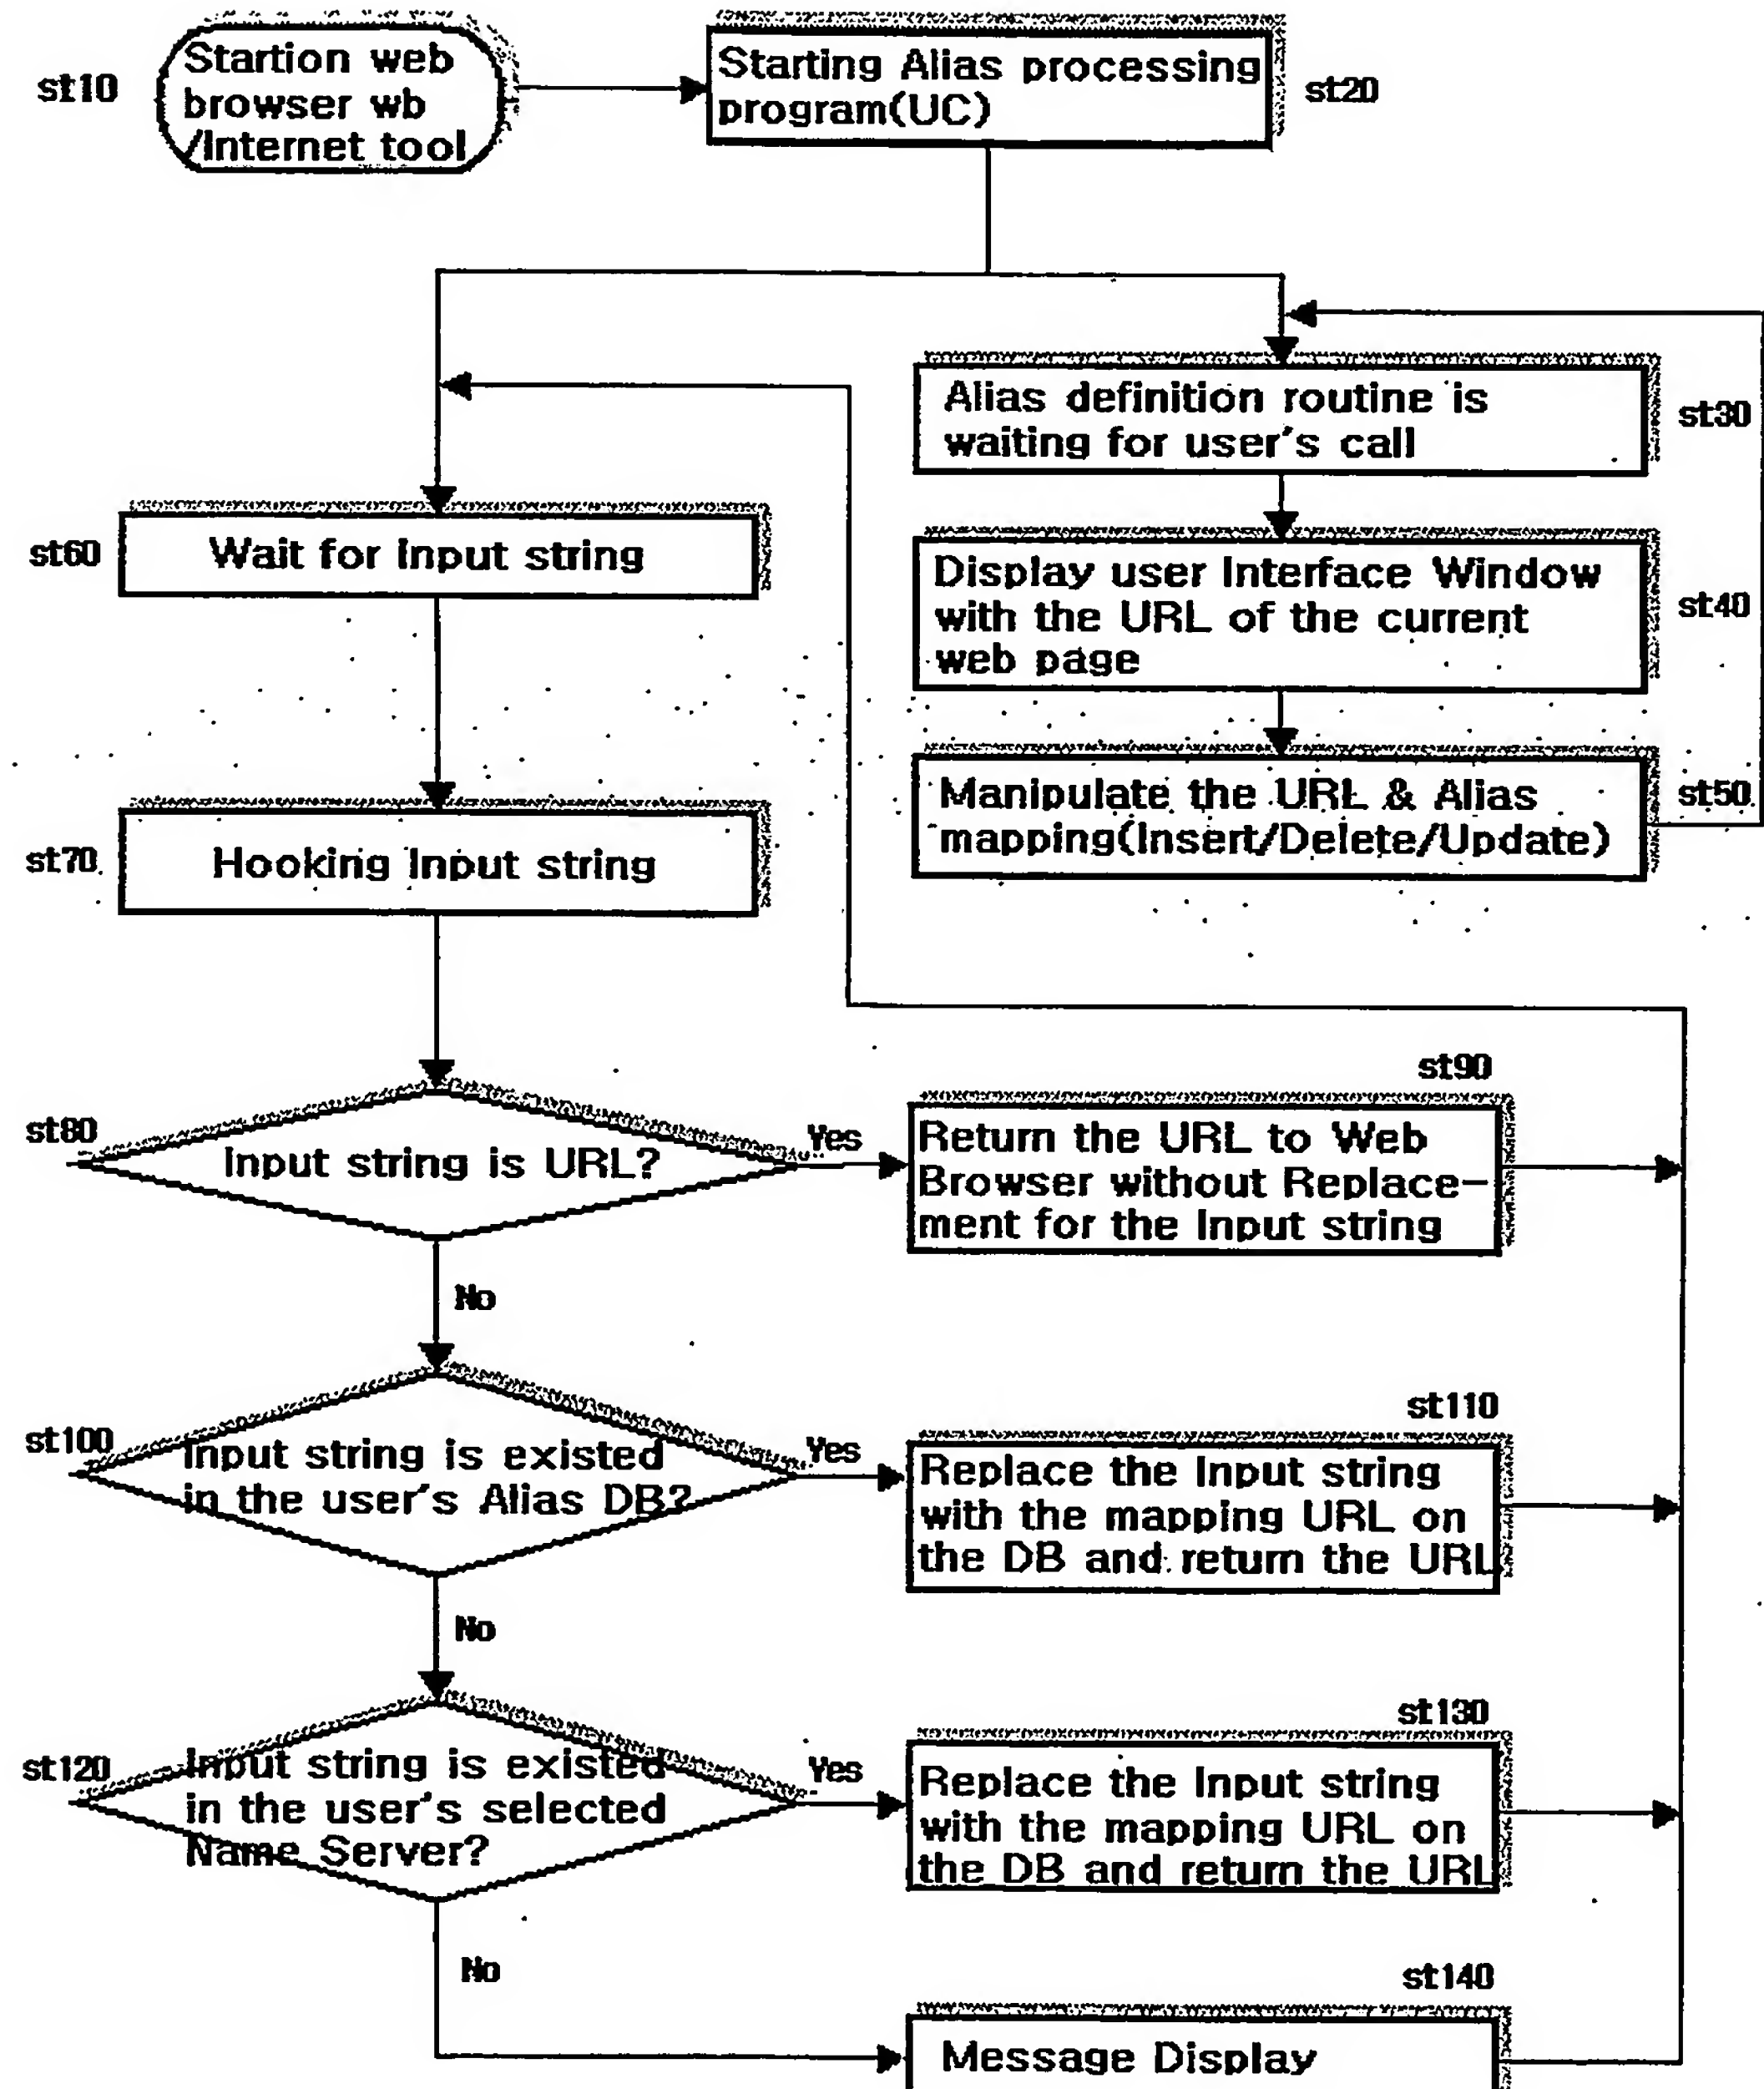 st10
Startion web
browser wb
/Internet tool
Starting Alias processing
program(UC)
st20
Alias definition routine is
waiting for user's call
st30
st60
Wait for Input string
Display user Interface Window
with the URL of the current
web page
st40
st70
Hooking Input string
Manipulate the URL & Alias
mapping(Insert/Delete/Update)
st50
st80
Input string is URL?
Yes
st90
Return the URL to Web
Browser without Replace-
ment for the Input string
No
st100
Input string is existed
in the user's Alias DB?
Yes
st110
Replace the Input string
with the mapping URL on
the DB and return the URL
No
st120
Input string is existed
in the user's selected
Name Server?
Yes
st130
Replace the Input string
with the mapping URL on
the DB and return the URL
No
st140
Message Display